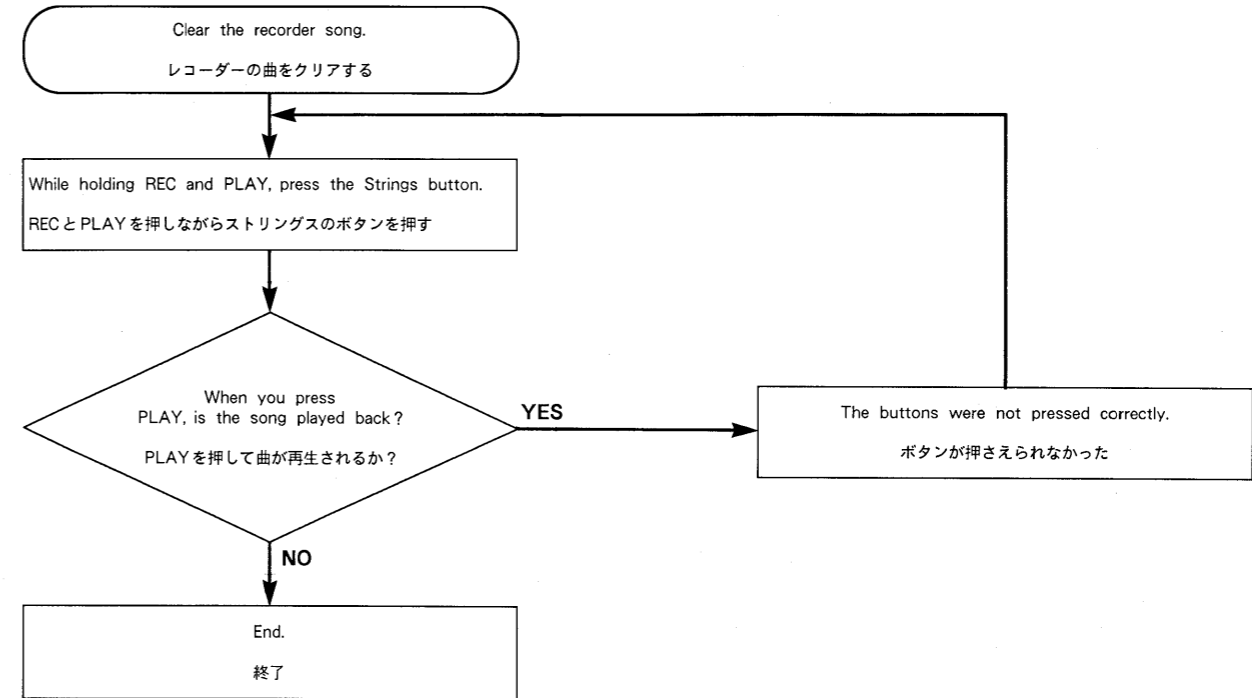 Clear the recorder song.
レコーダーの曲をクリアする
While holding REC and PLAY, press the Strings button.
RECとPLAYを押しながらストリングスのボタンを押す
When you press
PLAY, is the song played back?
PLAYを押して曲が再生されるか?
YES
The buttons were not pressed correctly.
ボタンが押さえられなかった
NO
End.
終了